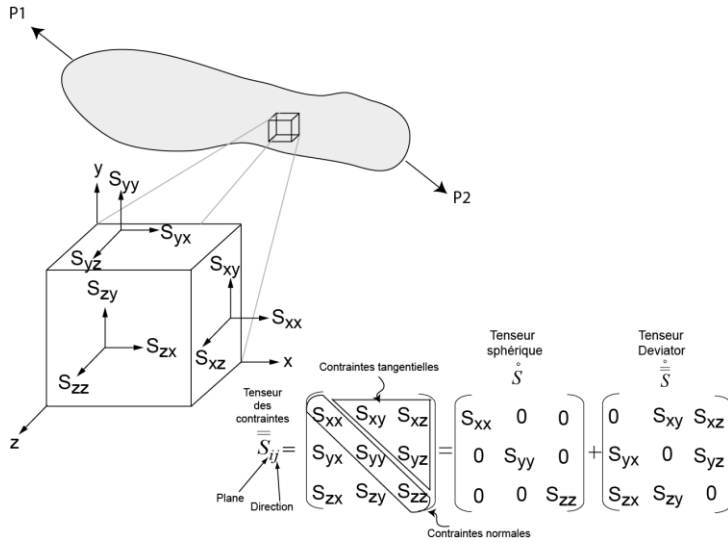 P1
P2
y
Syy
Syx
Syz
Szy
Sxy
Sxx
Szx
Sxz
x
Szz
z
Tenseur
des
contraintes
Sij =
Plane
Direction
Contraintes tangentielles
Sxx Sxy Sxz
Syx Syy Syz
Szx Szy Szz
Contraintes normales
=
Tenseur
sphérique
S
Sxx 0 0
0 Syy 0
0 0 Szz
+
Tenseur
Deviator
S
0 Sxy Sxz
Syx 0 Syz
Szx Szy 0